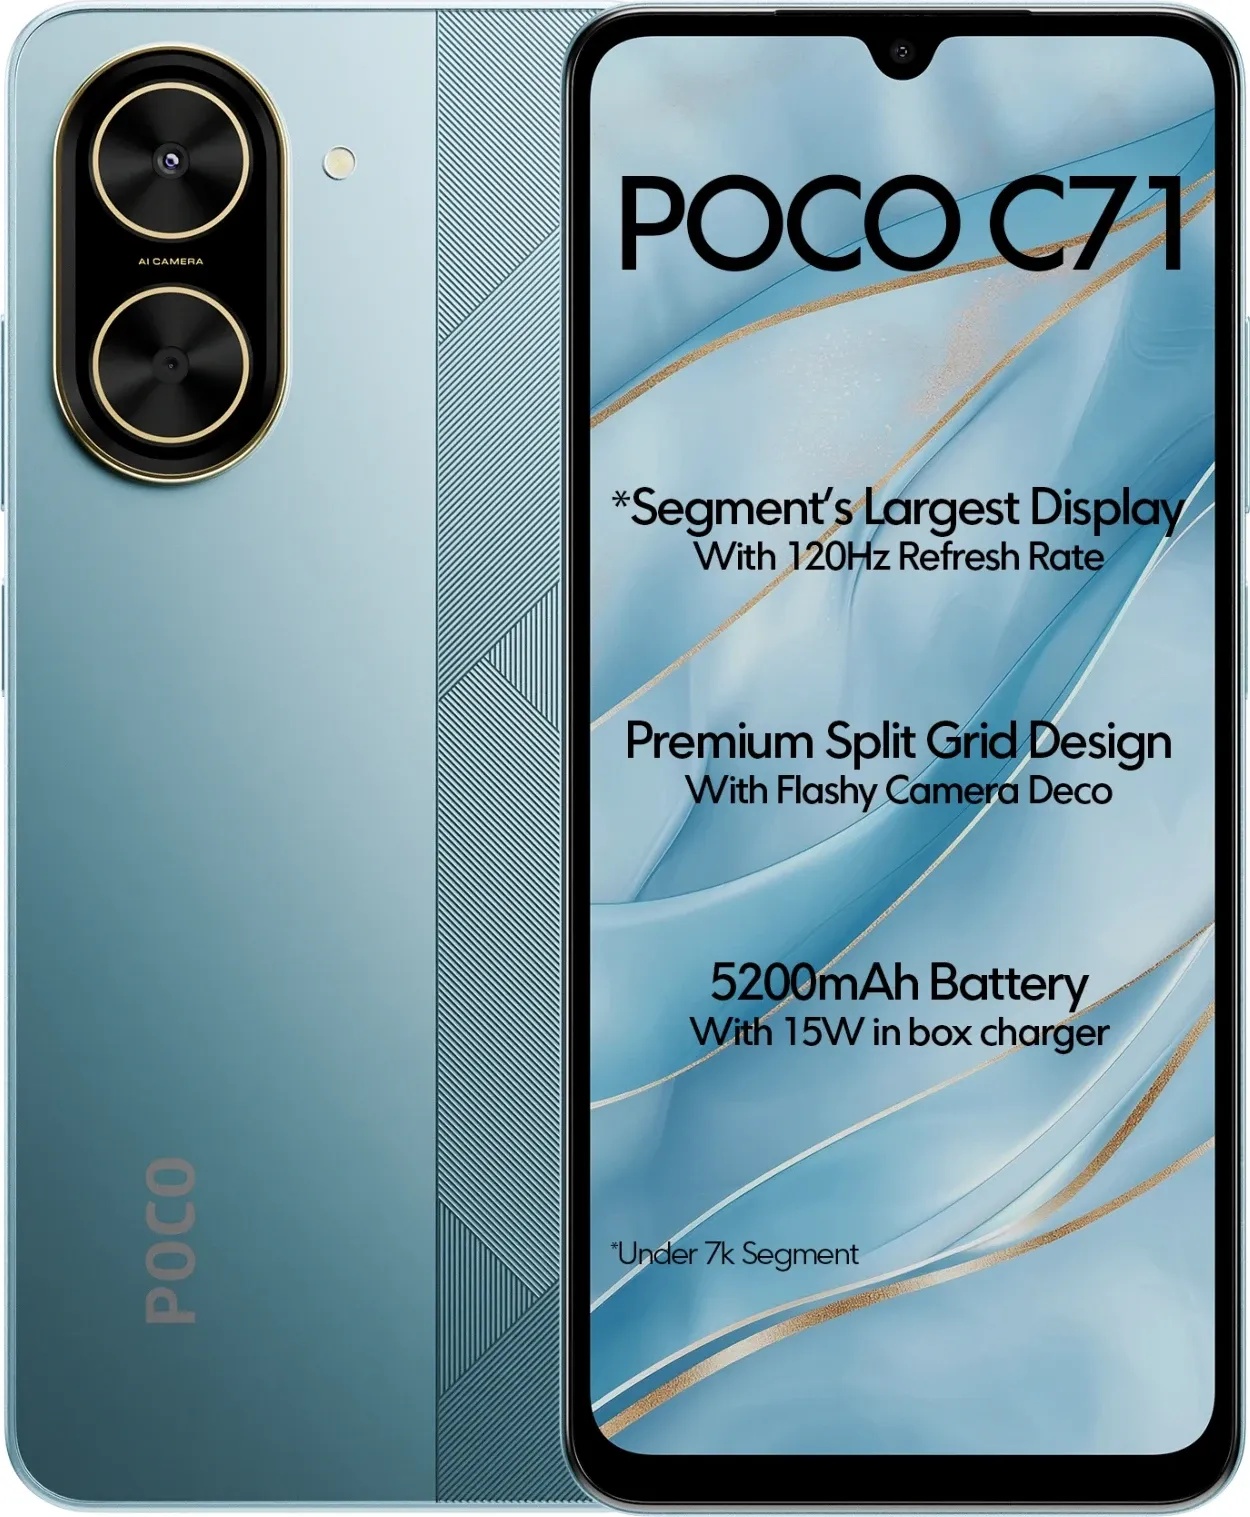 AI CAMERA
POCO
POCO C71
*Segment's Largest Display
With 120Hz Refresh Rate
Premium Split Grid Design
With Flashy Camera Deco
5200mAh Battery
With 15W in box charger
*Under 7k Segment